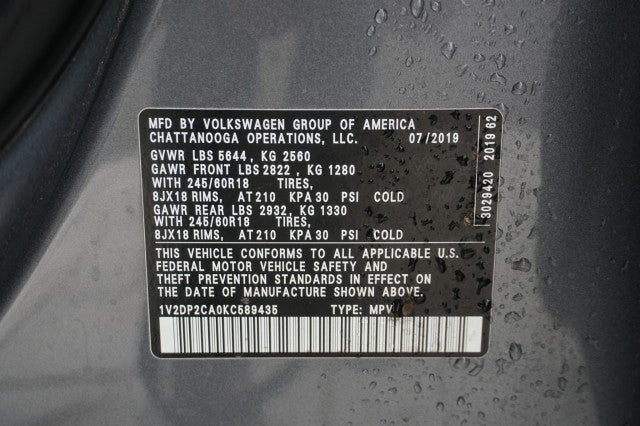 MFD BY VOLKSWAGEN GROUP OF AMERICA
CHATTANOOGA OPERATIONS, LLC. 07/2019
GVWR LBS 5644 , KG 2560
GAWR FRONT LBS 2822 , KG 1280
WITH 245/60R18 TIRES,
8JX18 RIMS, AT 210 KPA 30 PSI COLD
GAWR REAR LBS 2932, KG 1330
WITH 245/60R18 TIRES,
8JX18 RIMS, AT 210 KPA 30 PSI COLD
THIS VEHICLE CONFORMS TO ALL APPLICABLE U.S.
FEDERAL MOTOR VEHICLE SAFETY AND
THEFT PREVENTION STANDARDS IN EFFECT ON
THE DATE OF MANUFACTURE SHOWN ABOVE.
1V2DP2CA0KC589435 TYPE: MPV
3029420 2019 62